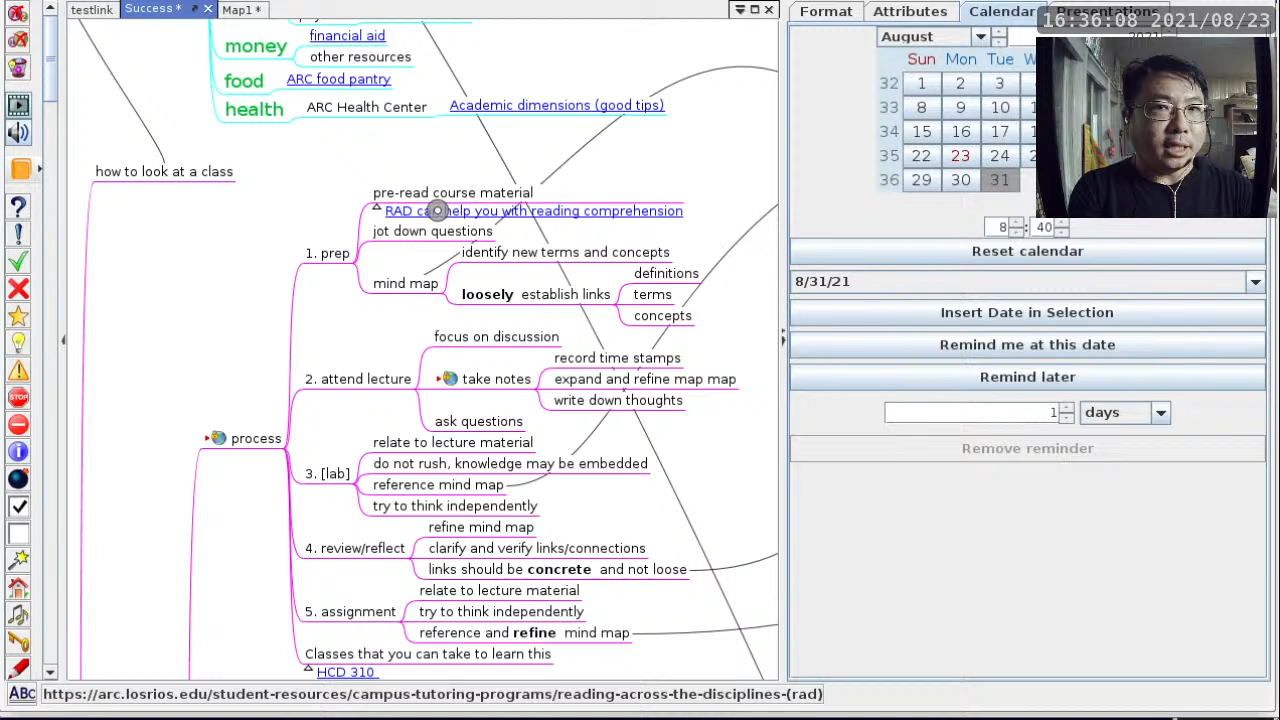 testlink Success * Map1 *
Format Attributes Calendar Presentations
16:36:08 2021/08/23
money financial aid
other resources
food ARC food pantry
health ARC Health Center Academic dimensions (good tips)
how to look at a class
pre-read course material
RAD can help you with reading comprehension
jot down questions
1. prep
identify new terms and concepts
mind map
definitions
loosely establish links
terms
concepts
focus on discussion
record time stamps
2. attend lecture take notes
expand and refine map map
write down thoughts
ask questions
process
relate to lecture material
do not rush, knowledge may be embedded
3. [lab]
reference mind map
try to think independently
refine mind map
4. review/reflect clarify and verify links/connections
links should be concrete and not loose
relate to lecture material
5. assignment try to think independently
reference and refine mind map
Classes that you can take to learn this
HCD 310
August 2021
Sun Mon Tue
32 1 2 3
33 8 9 10
34 15 16 17
35 22 23 24
36 29 30 31
8 : 40
Reset calendar
8/31/21
Insert Date in Selection
Remind me at this date
Remind later
1 days
Remove reminder
ABC https://arc.losrios.edu/student-resources/campus-tutoring-programs/reading-across-the-disciplines-(rad)